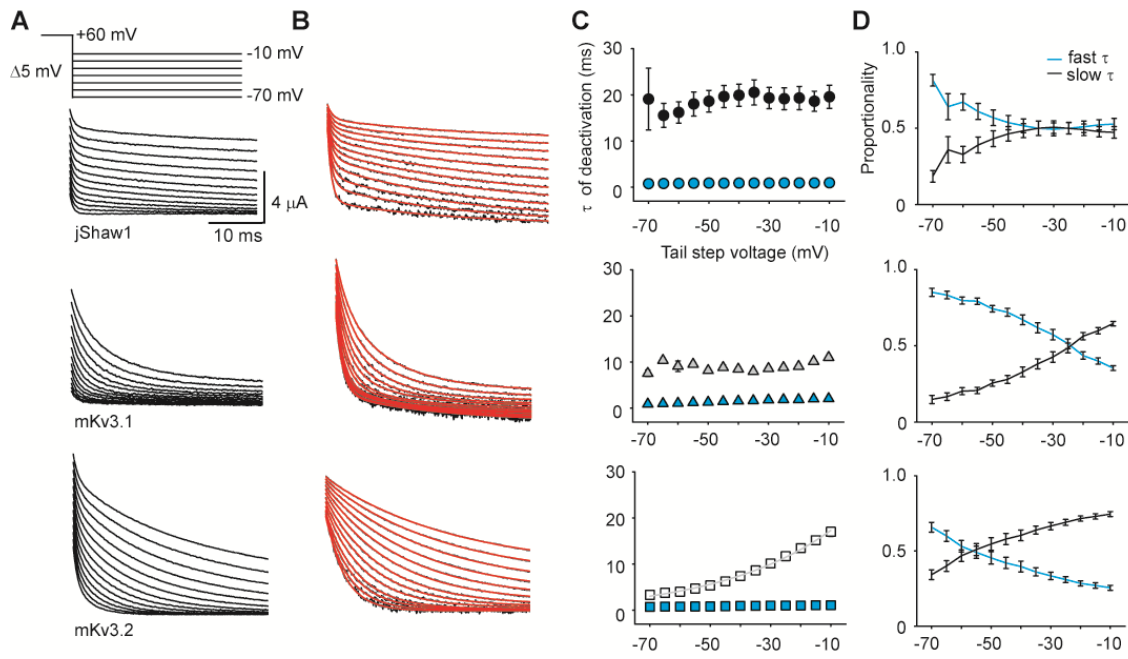 A
B
C
D
+60 mV
-10 mV
Δ5 mV
-70 mV
4 µA
10 ms
jShaw1
mKv3.1
mKv3.2
τ of deactivation (ms)
30
20
10
0
-70 -50 -30 -10
Tail step voltage (mV)
30
20
10
0
-70 -50 -30 -10
30
20
10
0
-70 -50 -30 -10
Proportionality
fast τ
slow τ
1.0
0.5
0
-70 -50 -30 -10
1.0
0.5
0
-70 -50 -30 -10
1.0
0.5
0
-70 -50 -30 -10